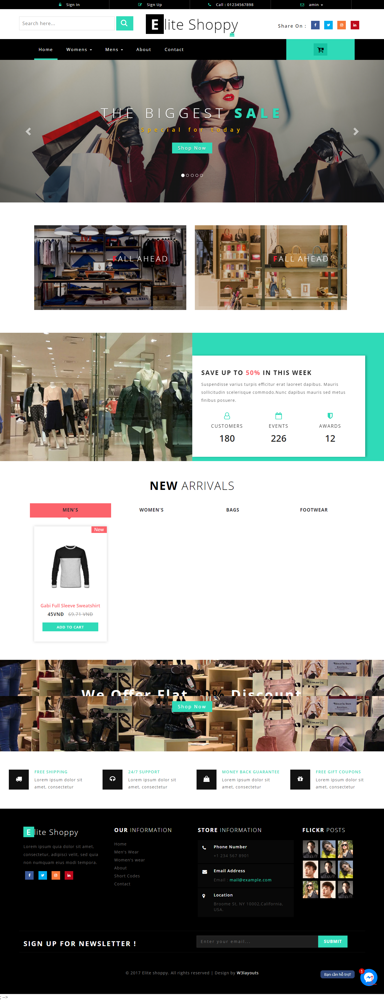 Sign In
Sign Up
Call : 01234567898
amin
Search here...
Elite Shoppy
Share On :
Home
Womens
Mens
About
Contact
THE BIGGEST SALE
Special for today
Shop Now
FALL AHEAD
FALL AHEAD
U.S. NAVY
SAVE UP TO 50% IN THIS WEEK
Suspendisse varius turpis efficitur erat laoreet dapibus. Mauris
sollicitudin scelerisque commodo.Nunc dapibus mauris sed metus
finibus posuere.
CUSTOMERS
EVENTS
AWARDS
180
226
12
NEW ARRIVALS
MEN'S
WOMEN'S
BAGS
FOOTWEAR
New
Gabi Full Sleeve Sweatshirt
45VNĐ 69.71 VNĐ
ADD TO CART
Tamaris
Tamaris Store
Tamaris
We Offer Flat 0% Discount
Tamaris
Tamaris Store
Tamaris
Shop Now
FREE SHIPPING
Lorem ipsum dolor sit
amet, consectetur
24/7 SUPPORT
Lorem ipsum dolor sit
amet, consectetur
MONEY BACK GUARANTEE
Lorem ipsum dolor sit
amet, consectetur
FREE GIFT COUPONS
Lorem ipsum dolor sit
amet, consectetur
Elite Shoppy
Lorem ipsum quia dolor sit amet,
consectetur, adipisci velit, sed quia
non numquam eius modi tempora.
OUR INFORMATION
Home
Men's Wear
Women's wear
About
Short Codes
Contact
STORE INFORMATION
Phone Number
+1 234 567 8901
Email Address
Email : mail@example.com
Location
Broome St, NY 10002,California,
USA.
FLICKR POSTS
SIGN UP FOR NEWSLETTER !
Enter your email...
SUBMIT
© 2017 Elite shoppy. All rights reserved | Design by W3layouts
Bạn cần hỗ trợ?
1
; -->